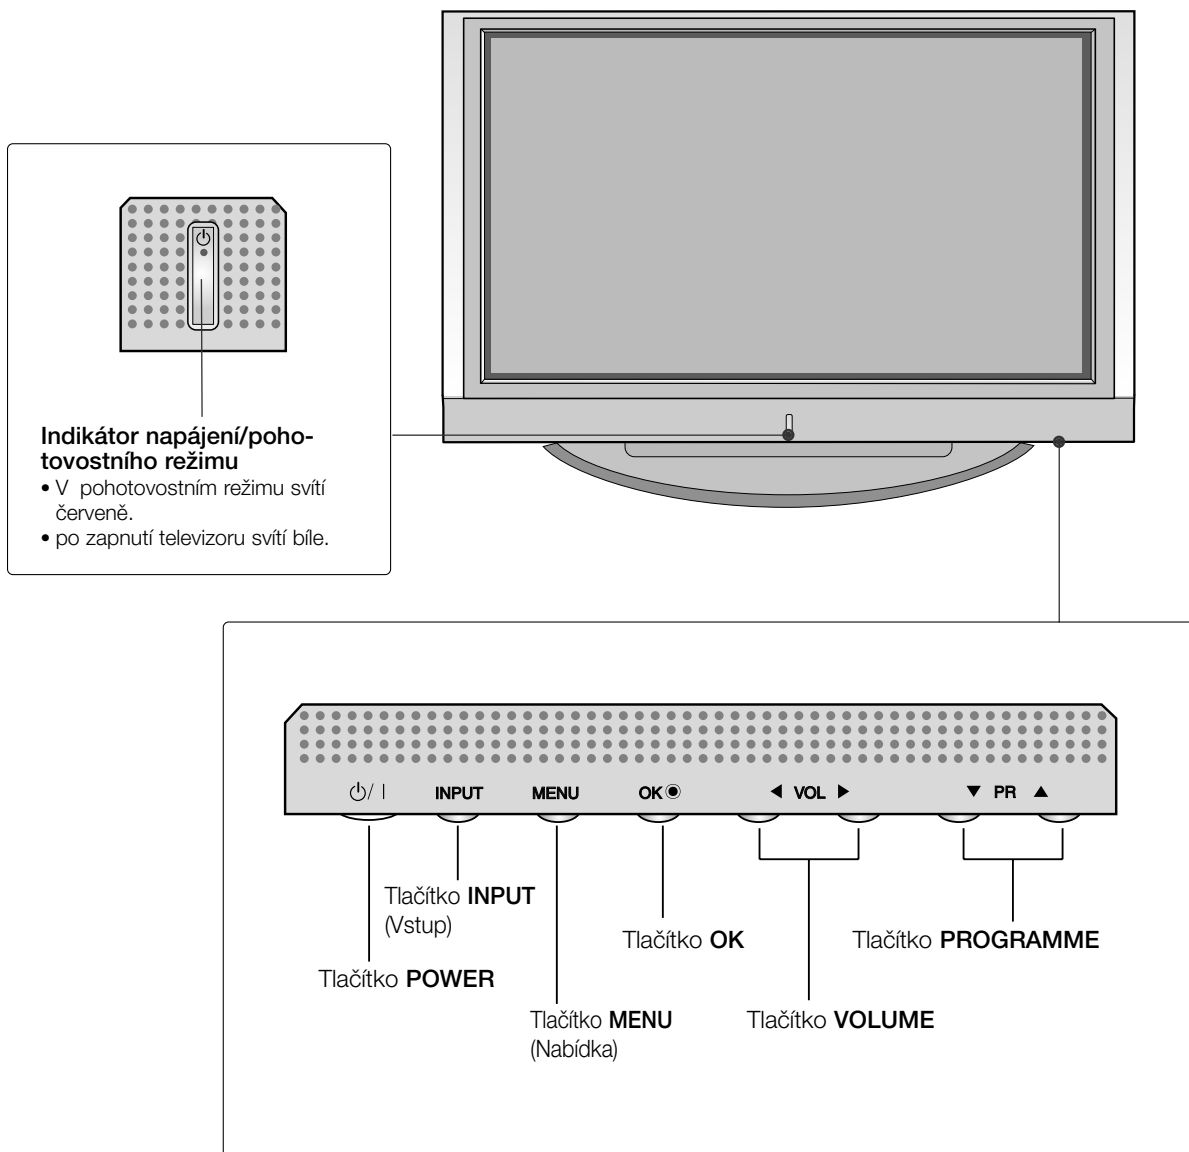 Indikátor napájení/poho-
tovostního režimu
• V pohotovostním režimu svítí
červeně.
• po zapnutí televizoru svítí bíle.
/ I INPUT MENU OK ◀ VOL ▶ ▼ PR ▲
Tlačítko INPUT
(Vstup)
Tlačítko OK
Tlačítko PROGRAMME
Tlačítko POWER
Tlačítko MENU
(Nabídka)
Tlačítko VOLUME